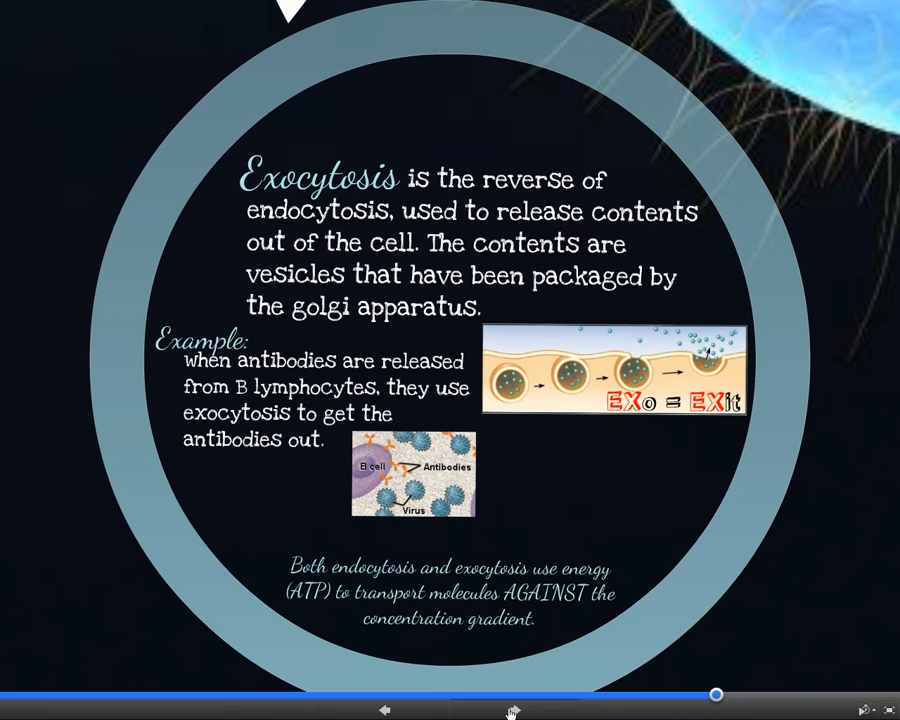 Exocytosis is the reverse of
endocytosis, used to release contents
out of the cell. The contents are
vesicles that have been packaged by
the golgi apparatus.
Example:
when antibodies are released
from B lymphocytes, they use
exocytosis to get the
antibodies out.
EXo = EXit
B cell
Antibodies
Virus
Both endocytosis and exocytosis use energy
(ATP) to transport molecules AGAINST the
concentration gradient.